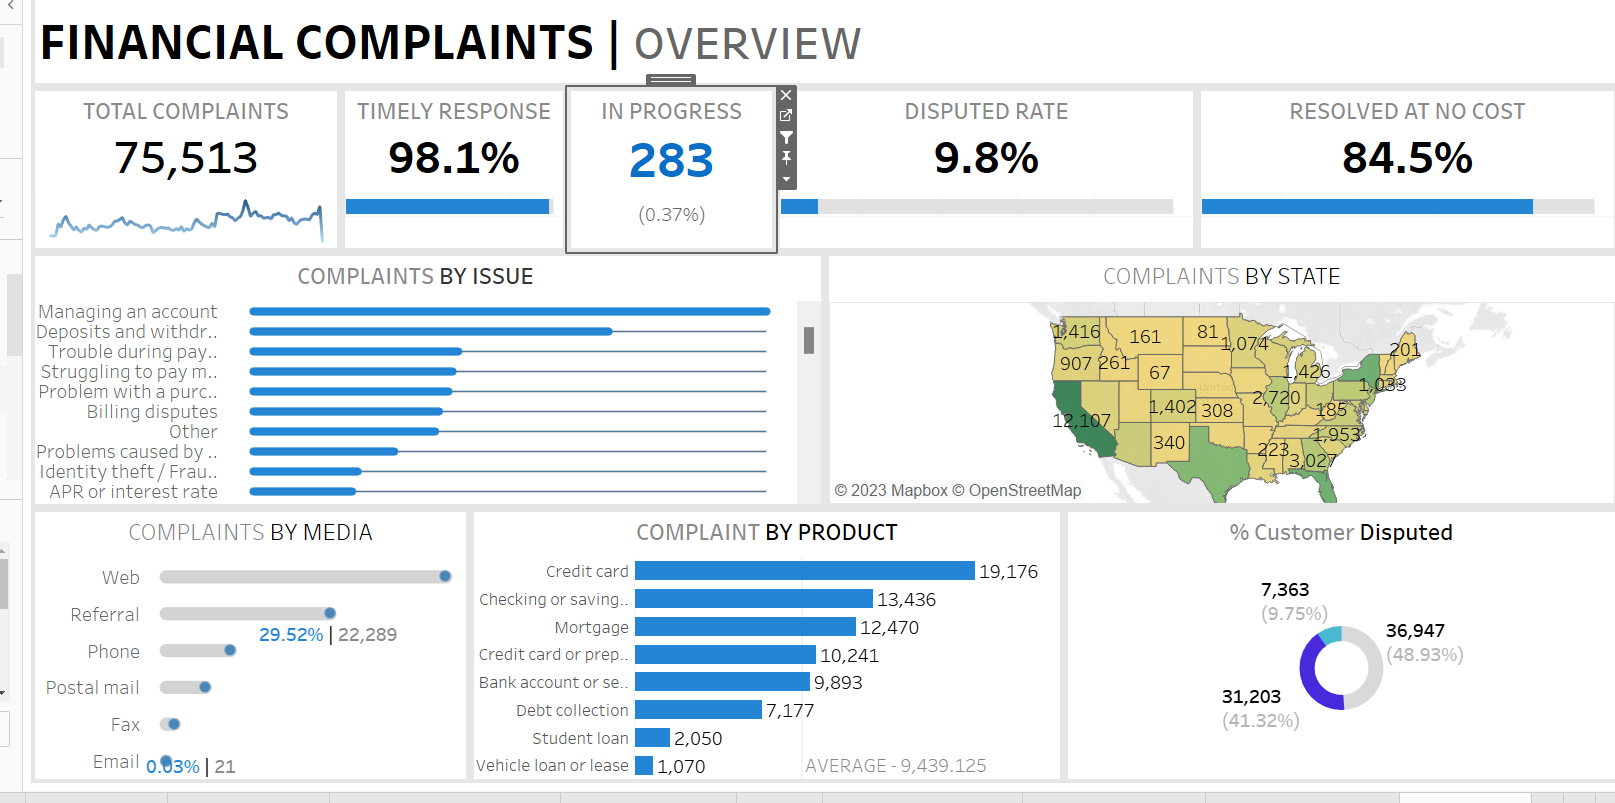 FINANCIAL COMPLAINTS | OVERVIEW
TOTAL COMPLAINTS
75,513
TIMELY RESPONSE
98.1%
IN PROGRESS
283
(0.37%)
DISPUTED RATE
9.8%
RESOLVED AT NO COST
84.5%
COMPLAINTS BY ISSUE
Managing an account
Deposits and withdr..
Trouble during pay..
Struggling to pay m..
Problem with a purc..
Billing disputes
Other
Problems caused by ..
Identity theft / Frau..
APR or interest rate
COMPLAINTS BY STATE
1,416
161
81
1,074
201
907
261
67
1,426
1,033
12,107
1,402
308
2,720
185
340
223
1,953
3,027
United
© 2023 Mapbox © OpenStreetMap
COMPLAINTS BY MEDIA
Web
Referral
29.52% | 22,289
Phone
Postal mail
Fax
Email
0.03% | 21
COMPLAINT BY PRODUCT
Credit card 19,176
Checking or saving.. 13,436
Mortgage 12,470
Credit card or prep.. 10,241
Bank account or se.. 9,893
Debt collection 7,177
Student loan 2,050
Vehicle loan or lease 1,070
AVERAGE - 9,439.125
% Customer Disputed
7,363
(9.75%)
36,947
(48.93%)
31,203
(41.32%)